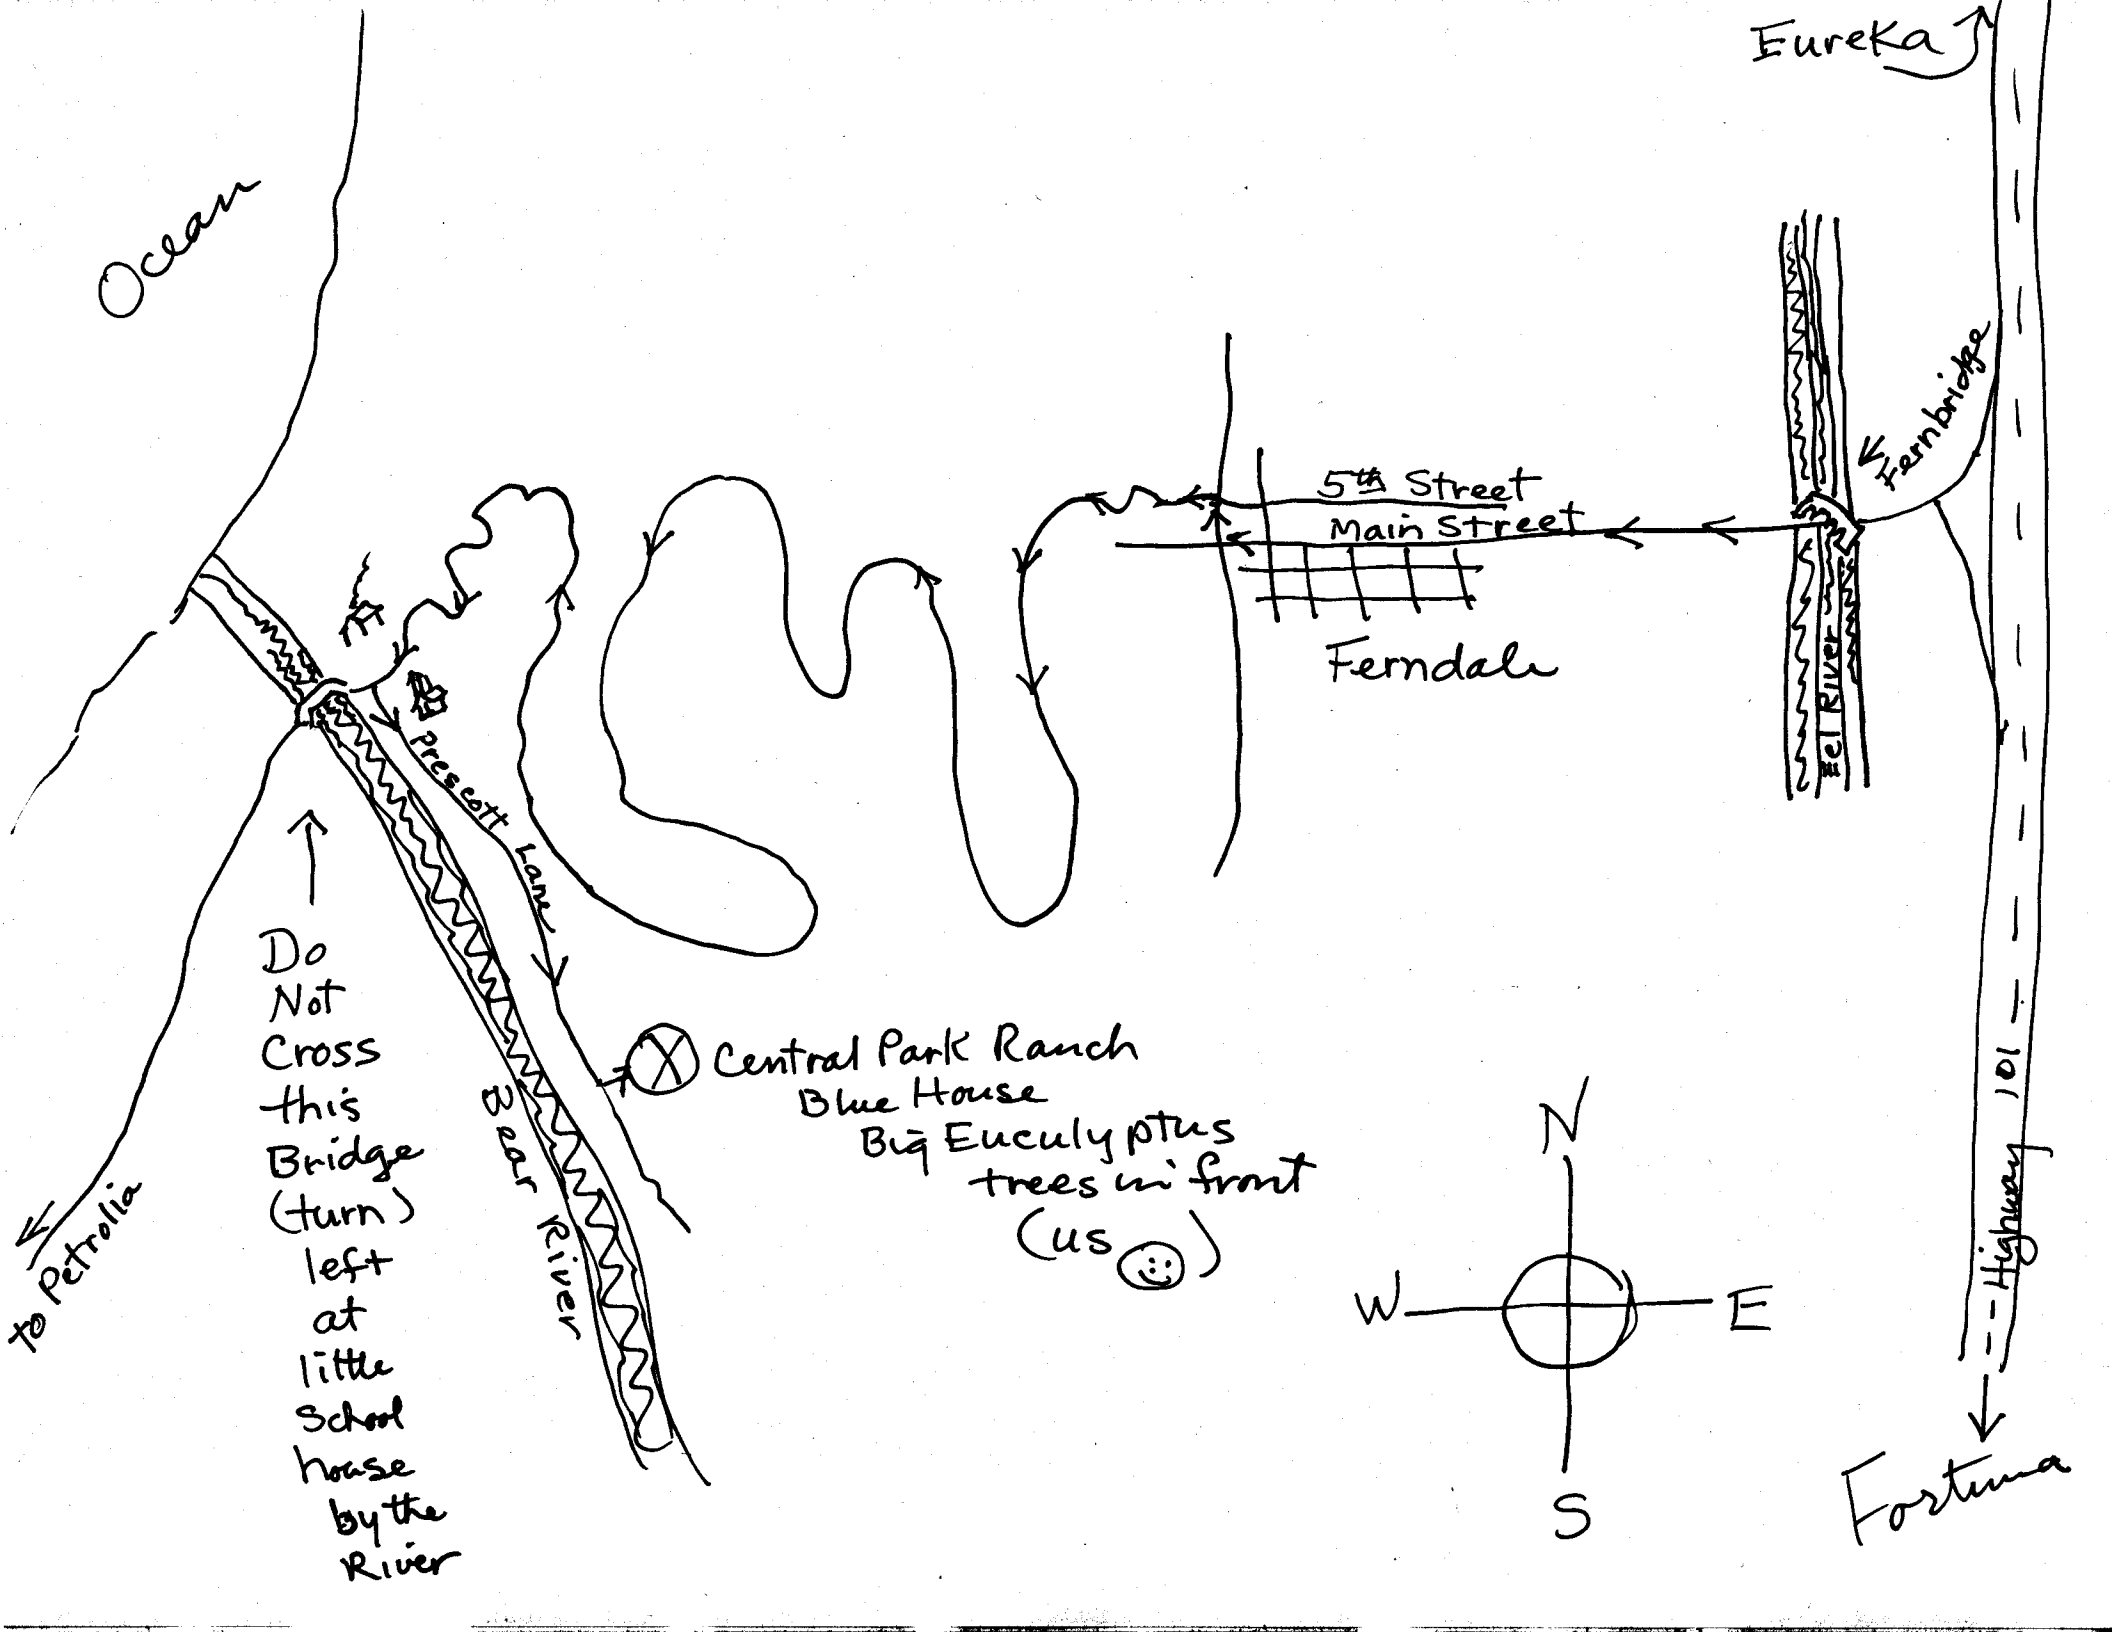 Eureka
Ocean
Fernbridge
5th Street
Main Street
Ferndale
Eel River
Prescott Lane
Do
Not
Cross
this
Bridge
(turn)
left
at
little
School
house
by the
River
Central Park Ranch
Blue House
Big Euculyptus
trees in front
(us )
Bear River
to Petrolia
Highway 101
N
W
E
S
Fortuna